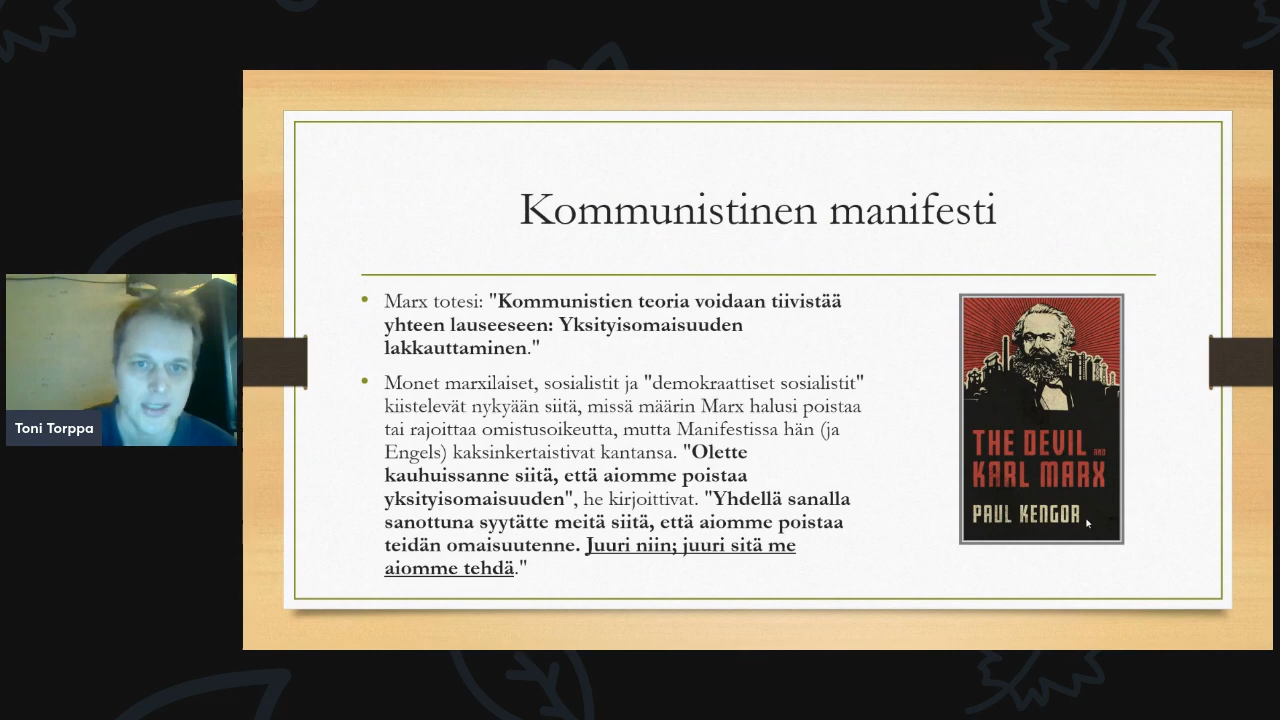 Kommunistinen manifesti
Marx totesi: "Kommunistien teoria voidaan tiivistää
yhteen lauseeseen: Yksityisomaisuuden
lakkauttaminen."
Monet marxilaiset, sosialistit ja "demokraattiset sosialistit"
kiistelevät nykyään siitä, missä määrin Marx halusi poistaa
tai rajoittaa omistusoikeutta, mutta Manifestissa hän (ja
Engels) kaksinkertaistivat kantansa. "Olette
kauhuissanne siitä, että aiomme poistaa
yksityisomaisuuden", he kirjoittivat. "Yhdellä sanalla
sanottuna syytätte meitä siitä, että aiomme poistaa
teidän omaisuutenne. Juuri niin; juuri sitä me
aiomme tehdä."
THE DEVIL AND
KARL MARX
PAUL KENGOR
Toni Torppa